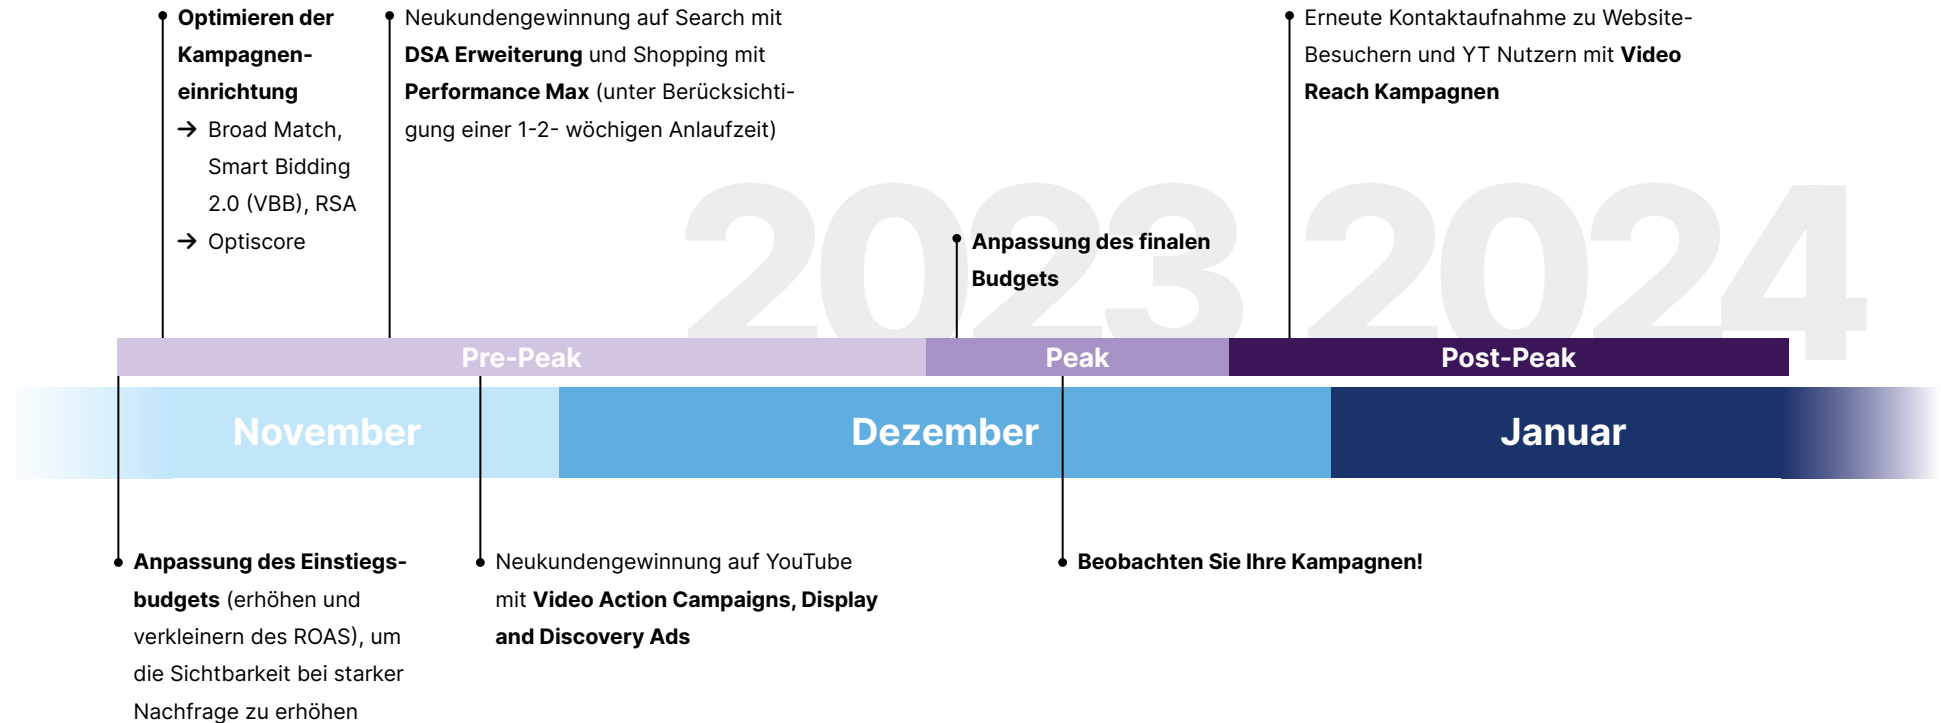 Optimieren der
Kampagnen-
einrichtung
→ Broad Match,
Smart Bidding
2.0 (VBB), RSA
→ Optiscore
Neukundengewinnung auf Search mit
DSA Erweiterung und Shopping mit
Performance Max (unter Berücksichti-
gung einer 1-2- wöchigen Anlaufzeit)
Erneute Kontaktaufnahme zu Website-
Besuchern und YT Nutzern mit Video
Reach Kampagnen
2023
2024
Anpassung des finalen
Budgets
Pre-Peak
Peak
Post-Peak
November
Dezember
Januar
Anpassung des Einstiegs-
budgets (erhöhen und
verkleinern des ROAS), um
die Sichtbarkeit bei starker
Nachfrage zu erhöhen
Neukundengewinnung auf YouTube
mit Video Action Campaigns, Display
and Discovery Ads
Beobachten Sie Ihre Kampagnen!